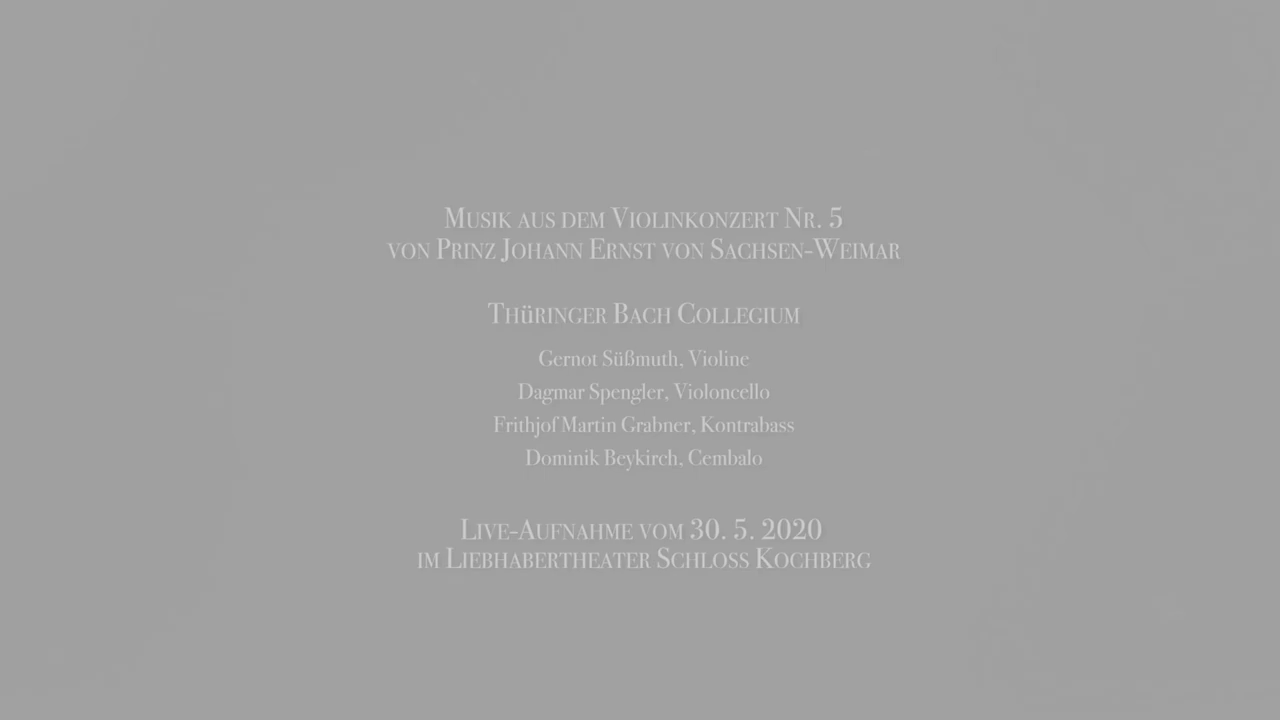 Musik aus dem Violinkonzert Nr. 5
von Prinz Johann Ernst von Sachsen-Weimar
Thüringer Bach Collegium
Gernot Süßmuth, Violine
Dagmar Spengler, Violoncello
Frithjof Martin Grabner, Kontrabass
Dominik Beykirch, Cembalo
Live-Aufnahme vom 30. 5. 2020
im Liebhabertheater Schloss Kochberg